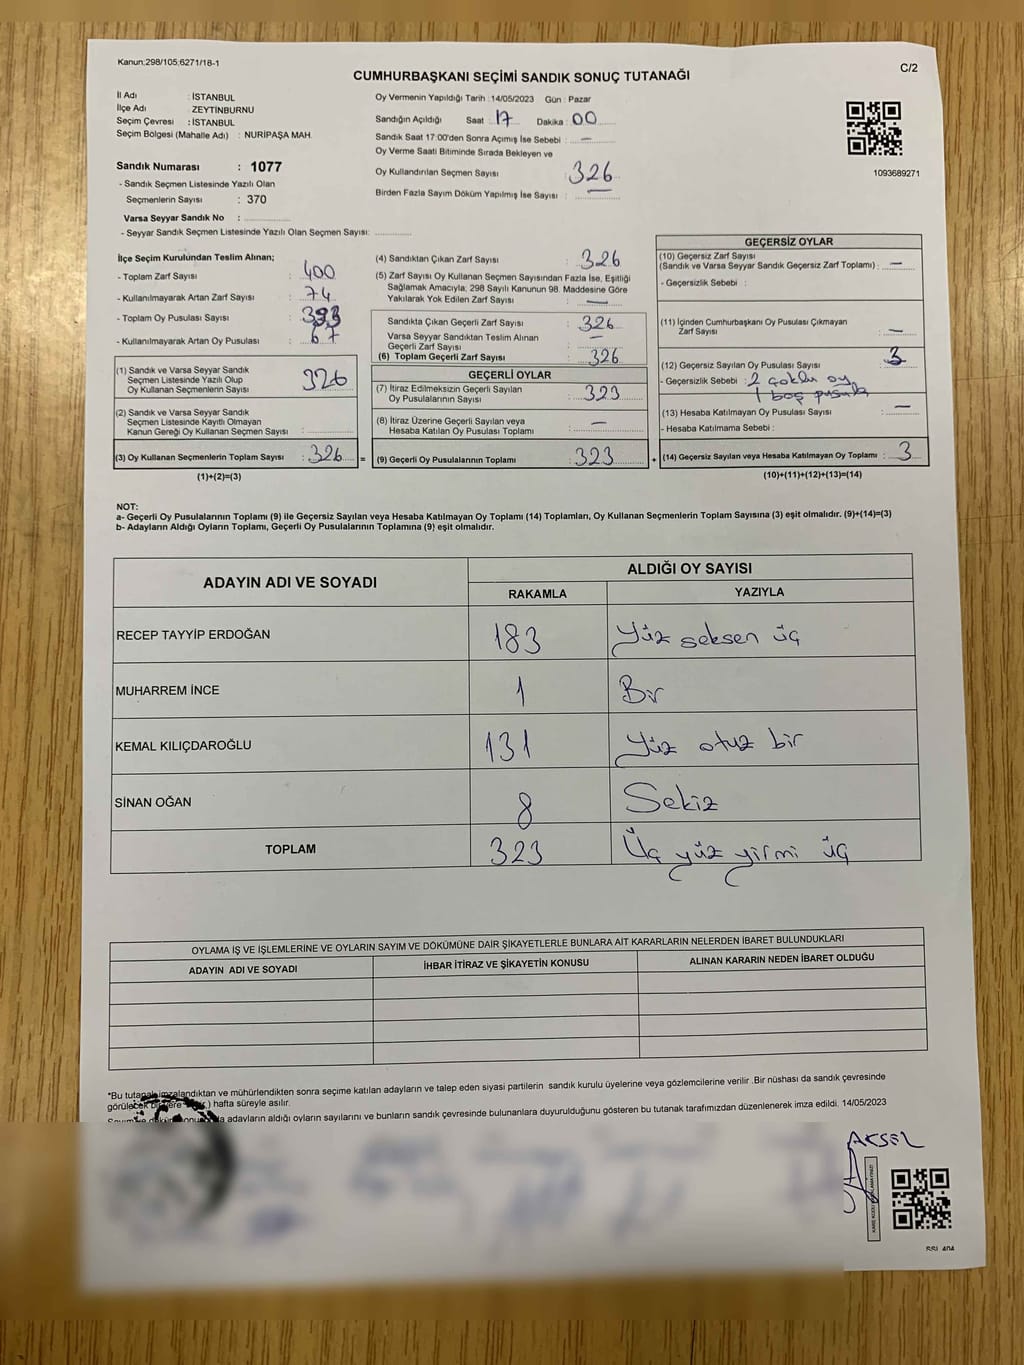 Kanun:298/105;6271/18-1
C/2
CUMHURBAŞKANI SEÇİMİ SANDIK SONUÇ TUTANAĞI
İl Adı : İSTANBUL
İlçe Adı : ZEYTİNBURNU
Seçim Çevresi : İSTANBUL
Seçim Bölgesi (Mahalle Adı) : NURİPAŞA MAH.
Sandık Numarası : 1077
- Sandık Seçmen Listesinde Yazılı Olan
Seçmenlerin Sayısı : 370
Varsa Seyyar Sandık No :
- Seyyar Sandık Seçmen Listesinde Yazılı Olan Seçmen Sayısı:
Oy Vermenin Yapıldığı Tarih :14/05/2023 Gün : Pazar
Sandığın Açıldığı Saat : 17 Dakika : 00
Sandık Saat 17:00'den Sonra Açımış İse Sebebi : —
Oy Verme Saati Bitiminde Sırada Bekleyen ve
Oy Kullandırılan Seçmen Sayısı : 326
Birden Fazla Sayım Döküm Yapılmış İse Sayısı : —
1093689271
İlçe Seçim Kurulundan Teslim Alınan;
- Toplam Zarf Sayısı : 400
- Kullanılmayarak Artan Zarf Sayısı : 74
- Toplam Oy Pusulası Sayısı : 393
- Kullanılmayarak Artan Oy Pusulası : 67
(1) Sandık ve Varsa Seyyar Sandık
Seçmen Listesinde Yazılı Olup
Oy Kullanan Seçmenlerin Sayısı : 326
(2) Sandık ve Varsa Seyyar Sandık
Seçmen Listesinde Kayıtlı Olmayan
Kanun Gereği Oy Kullanan Seçmen Sayısı :
(3) Oy Kullanan Seçmenlerin Toplam Sayısı : 326 =
(1)+(2)=(3)
(4) Sandıktan Çıkan Zarf Sayısı : 326
(5) Zarf Sayısı Oy Kullanan Seçmen Sayısından Fazla İse, Eşitliği
Sağlamak Amacıyla; 298 Sayılı Kanunun 98. Maddesine Göre
Yakılarak Yok Edilen Zarf Sayısı : —
Sandıkta Çıkan Geçerli Zarf Sayısı : 326
Varsa Seyyar Sandıktan Teslim Alınan
Geçerli Zarf Sayısı : —
(6) Toplam Geçerli Zarf Sayısı : 326
GEÇERLİ OYLAR
(7) İtiraz Edilmeksizin Geçerli Sayılan
Oy Pusulalarının Sayısı : 323
(8) İtiraz Üzerine Geçerli Sayılan veya
Hesaba Katılan Oy Pusulası Toplamı : —
(9) Geçerli Oy Pusulalarının Toplamı : 323 +
GEÇERSİZ OYLAR
(10) Geçersiz Zarf Sayısı
(Sandık ve Varsa Seyyar Sandık Geçersiz Zarf Toplamı) : —
- Geçersizlik Sebebi :
(11) İçinden Cumhurbaşkanı Oy Pusulası Çıkmayan
Zarf Sayısı : —
(12) Geçersiz Sayılan Oy Pusulası Sayısı : 3
- Geçersizlik Sebebi : 2 çoklu oy
1 boş pusula
(13) Hesaba Katılmayan Oy Pusulası Sayısı : —
- Hesaba Katılmama Sebebi :
(14) Geçersiz Sayılan veya Hesaba Katılmayan Oy Toplamı : 3
(10)+(11)+(12)+(13)=(14)
NOT:
a- Geçerli Oy Pusulalarının Toplamı (9) ile Geçersiz Sayılan veya Hesaba Katılmayan Oy Toplamı (14) Toplamları, Oy Kullanan Seçmenlerin Toplam Sayısına (3) eşit olmalıdır. (9)+(14)=(3)
b- Adayların Aldığı Oyların Toplamı, Geçerli Oy Pusulalarının Toplamına (9) eşit olmalıdır.
ADAYIN ADI VE SOYADI ALDIĞI OY SAYISI
RAKAMLA YAZIYLA
RECEP TAYYİP ERDOĞAN 183 Yüz seksen üç
MUHARREM İNCE 1 Bir
KEMAL KILIÇDAROĞLU 131 Yüz otuz bir
SİNAN OĞAN 8 Sekiz
TOPLAM 323 Üç yüz yirmi üç
OYLAMA İŞ VE İŞLEMLERİNE VE OYLARIN SAYIM VE DÖKÜMÜNE DAİR ŞİKAYETLERLE BUNLARA AİT KARARLARIN NELERDEN İBARET BULUNDUKLARI
ADAYIN ADI VE SOYADI İHBAR İTİRAZ VE ŞİKAYETİN KONUSU ALINAN KARARIN NEDEN İBARET OLDUĞU
*Bu tutanak imzalandıktan ve mühürlendikten sonra seçime katılan adayların ve talep eden siyasi partilerin sandık kurulu üyelerine veya gözlemcilerine verilir .Bir nüshası da sandık çevresinde
görülecek bir yere hafta süreyle asılır.
adayların aldığı oyların sayılarını ve bunların sandık çevresinde bulunanlara duyurulduğunu gösteren bu tutanak tarafımızdan düzenlenerek imza edildi. 14/05/2023
AKSEL